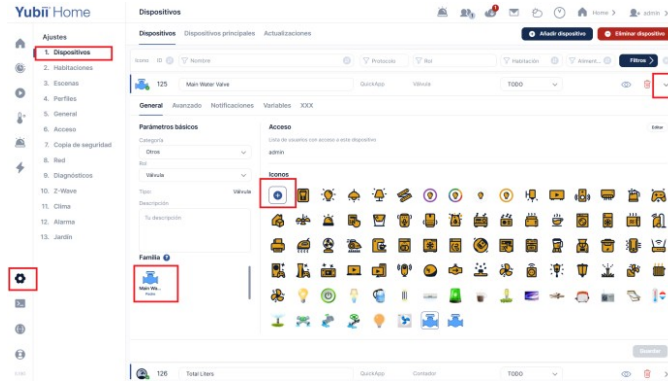 Yubii Home
Dispositivos
Home >
admin >
Ajustes
1. Dispositivos
2. Habitaciones
3. Escenas
4. Perfiles
5. General
6. Acceso
7. Copia de seguridad
8. Red
9. Diagnósticos
10. Z-Wave
11. Clima
12. Alarma
13. Jardín
Dispositivos Dispositivos principales Actualizaciones
Añadir dispositivo
Eliminar dispositivo
Icono ID Nombre Protocolo Rol Habitación Aliment... Filtros >
125 Main Water Valve QuickApp Válvula TODO
General Avanzado Notificaciones Variables XXX
Parámetros básicos
Categoría
Otros
Rol
Válvula
Tipo: Válvula
Descripción
Tu descripción
Familia
Main Wa...
Padre
Acceso
Editar
Lista de usuarios con acceso a este dispositivo
admin
Iconos
Guardar
126 Total Liters QuickApp Contador TODO